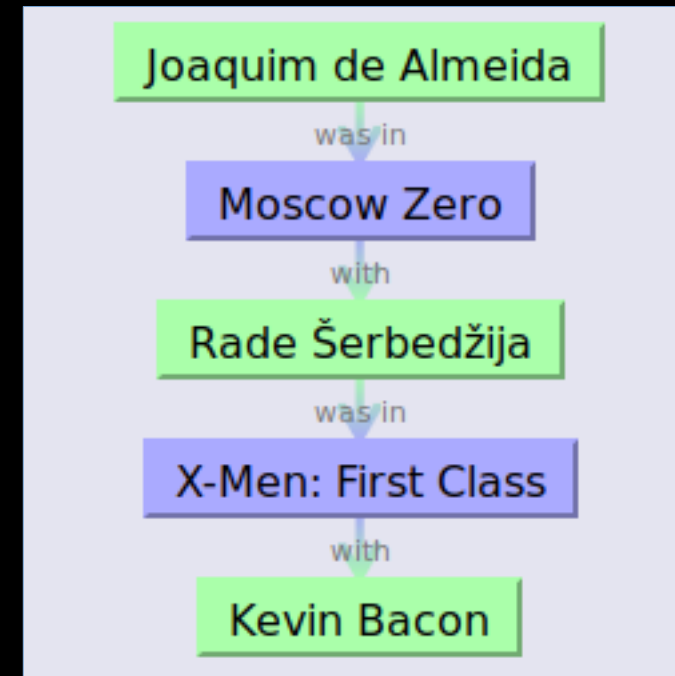 Joaquim de Almeida
was in
Moscow Zero
with
Rade Šerbedžija
was in
X-Men: First Class
with
Kevin Bacon